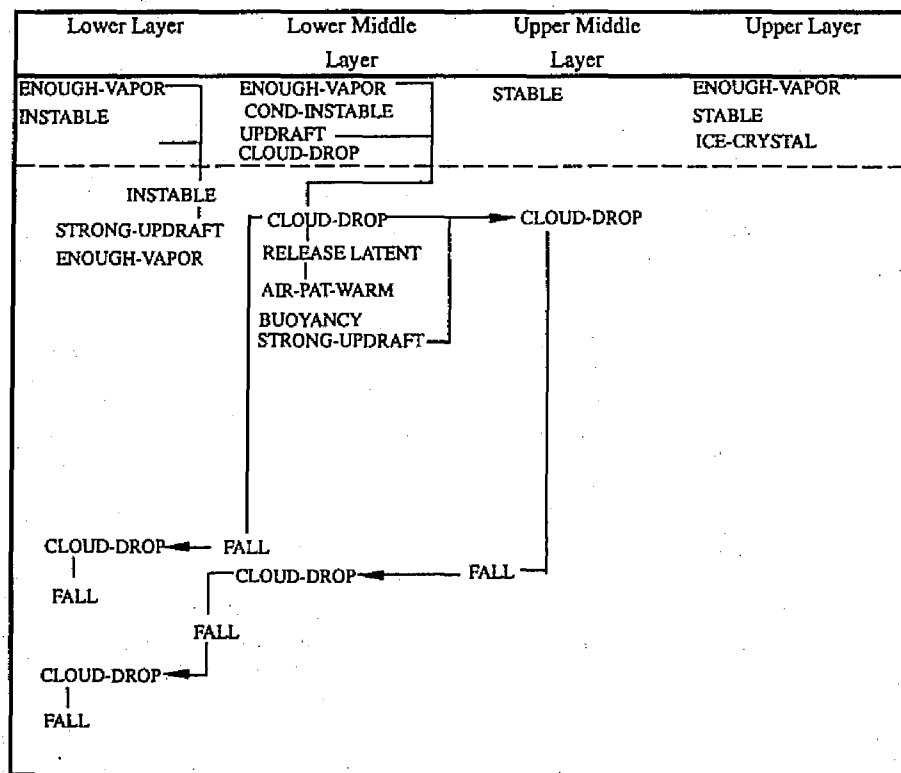 Lower Layer
Lower Middle
Layer
Upper Middle
Layer
Upper Layer
ENOUGH-VAPOR
INSTABLE
ENOUGH-VAPOR
COND-INSTABLE
UPDRAFT
CLOUD-DROP
STABLE
ENOUGH-VAPOR
STABLE
ICE-CRYSTAL
INSTABLE
STRONG-UPDRAFT
ENOUGH-VAPOR
CLOUD-DROP
RELEASE LATENT
AIR-PAT-WARM
BUOYANCY
STRONG-UPDRAFT
CLOUD-DROP
CLOUD-DROP
FALL
FALL
CLOUD-DROP
FALL
FALL
CLOUD-DROP
FALL